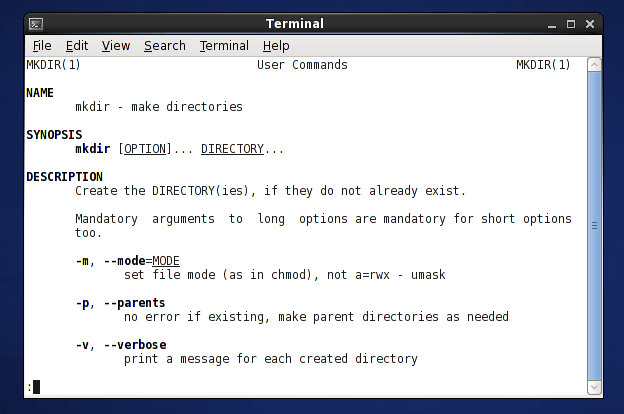 Terminal
File Edit View Search Terminal Help
MKDIR(1) User Commands MKDIR(1)
NAME
mkdir - make directories
SYNOPSIS
mkdir [OPTION]... DIRECTORY...
DESCRIPTION
Create the DIRECTORY(ies), if they do not already exist.
Mandatory arguments to long options are mandatory for short options
too.
-m, --mode=MODE
set file mode (as in chmod), not a=rwx - umask
-p, --parents
no error if existing, make parent directories as needed
-v, --verbose
print a message for each created directory
: